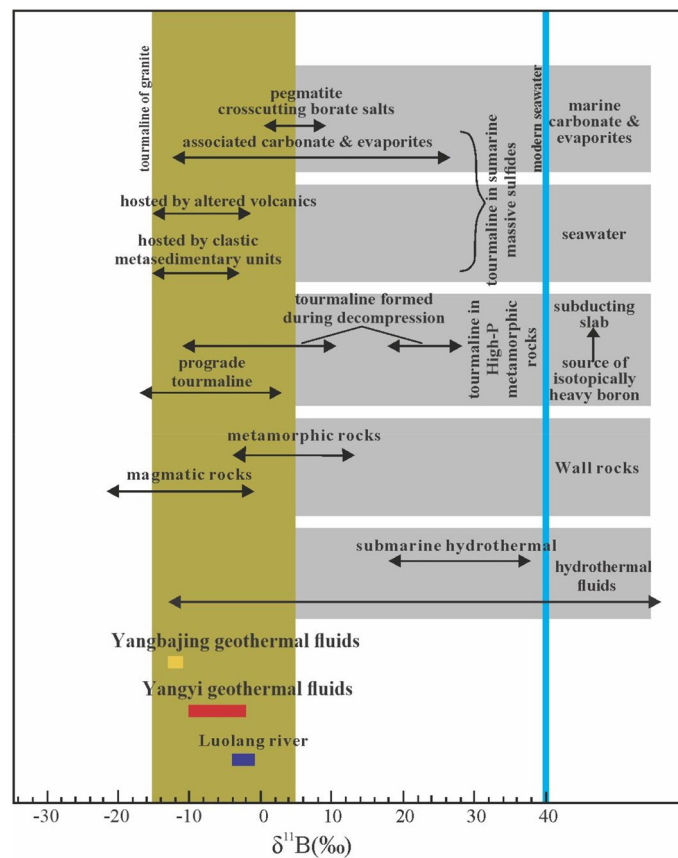 tourmaline of granite
pegmatite
crosscutting borate salts
associated carbonate & evaporites
modern seawater
marine
carbonate &
evaporites
tourmaline in sumarine
massive sulfides
hosted by altered volcanics
hosted by clastic
metasedimentary units
seawater
tourmaline formed
during decompression
prograde
tourmaline
tourmaline in
High-P
metamorphic
rocks
subducting
slab
source of
isotopically
heavy boron
metamorphic rocks
magmatic rocks
Wall rocks
submarine hydrothermal
hydrothermal
fluids
Yangbajing geothermal fluids
Yangyi geothermal fluids
Luolang river
-30 -20 -10 0 10 20 30 40 50
δ¹¹B(‰)